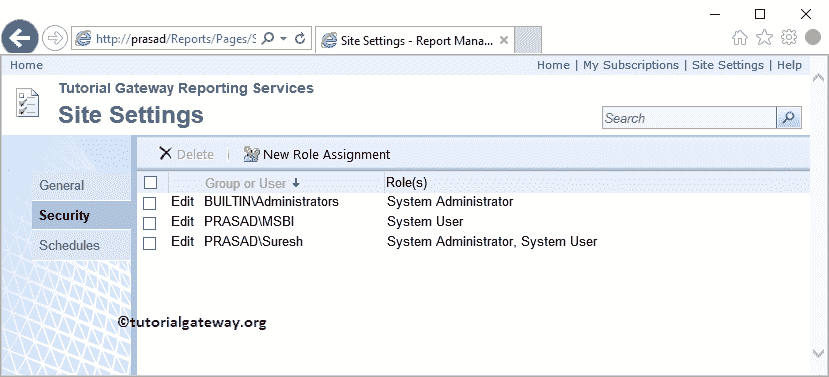 http://prasad/Reports/Pages/S
Site Settings - Report Mana...
Home
Home | My Subscriptions | Site Settings | Help
Tutorial Gateway Reporting Services
Site Settings
Search
Delete | New Role Assignment
General
Security
Schedules
Group or User Role(s)
Edit BUILTIN\Administrators System Administrator
Edit PRASAD\MSBI System User
Edit PRASAD\Suresh System Administrator, System User
©tutorialgateway.org